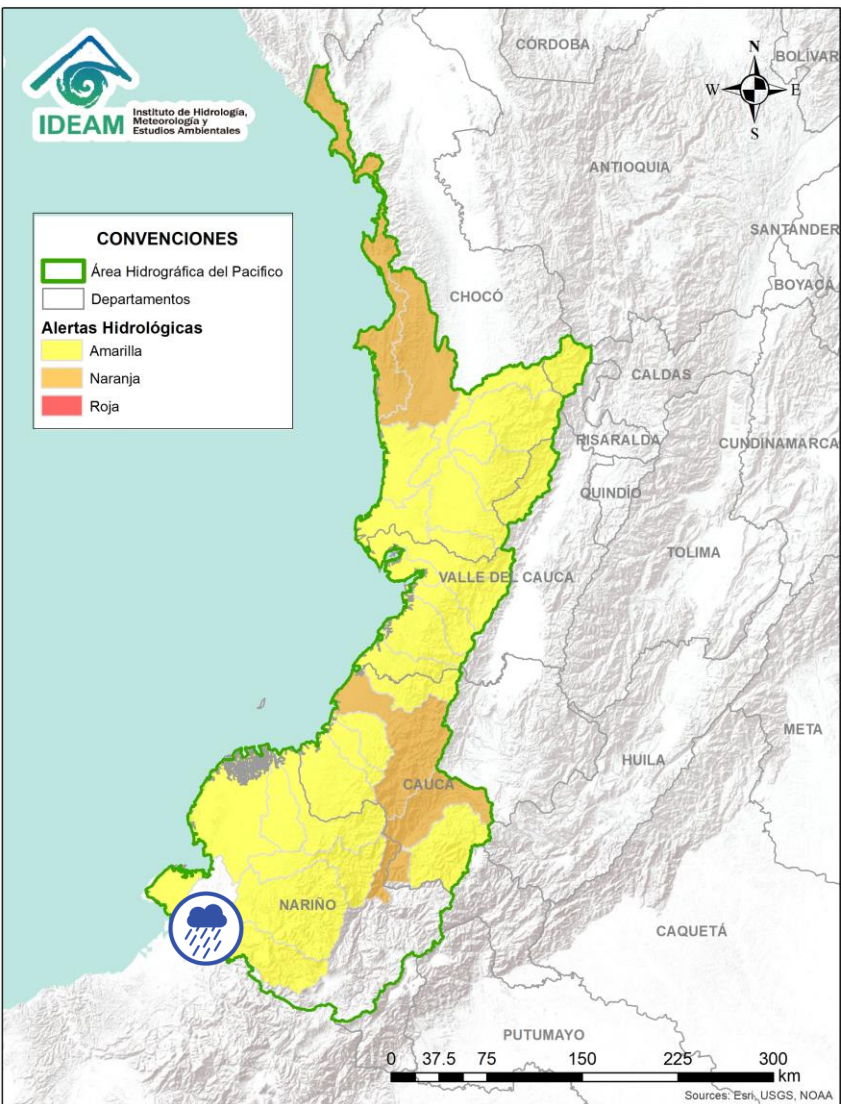 IDEAM
Instituto de Hidrología,
Meteorología y
Estudios Ambientales
CÓRDOBA
N
BOLÍVAR
W
E
S
ANTIOQUIA
SANTANDER
CONVENCIONES
Área Hidrográfica del Pacifico
Departamentos
Alertas Hidrológicas
Amarilla
Naranja
Roja
BOYACÁ
CHOCÓ
CALDAS
RISARALDA
CUNDINAMARCA
QUINDÍO
TOLIMA
VALLE DEL CAUCA
META
HUILA
CAUCA
NARIÑO
CAQUETÁ
PUTUMAYO
0 37.5 75 150 225 300
km
Sources: Esri, USGS, NOAA